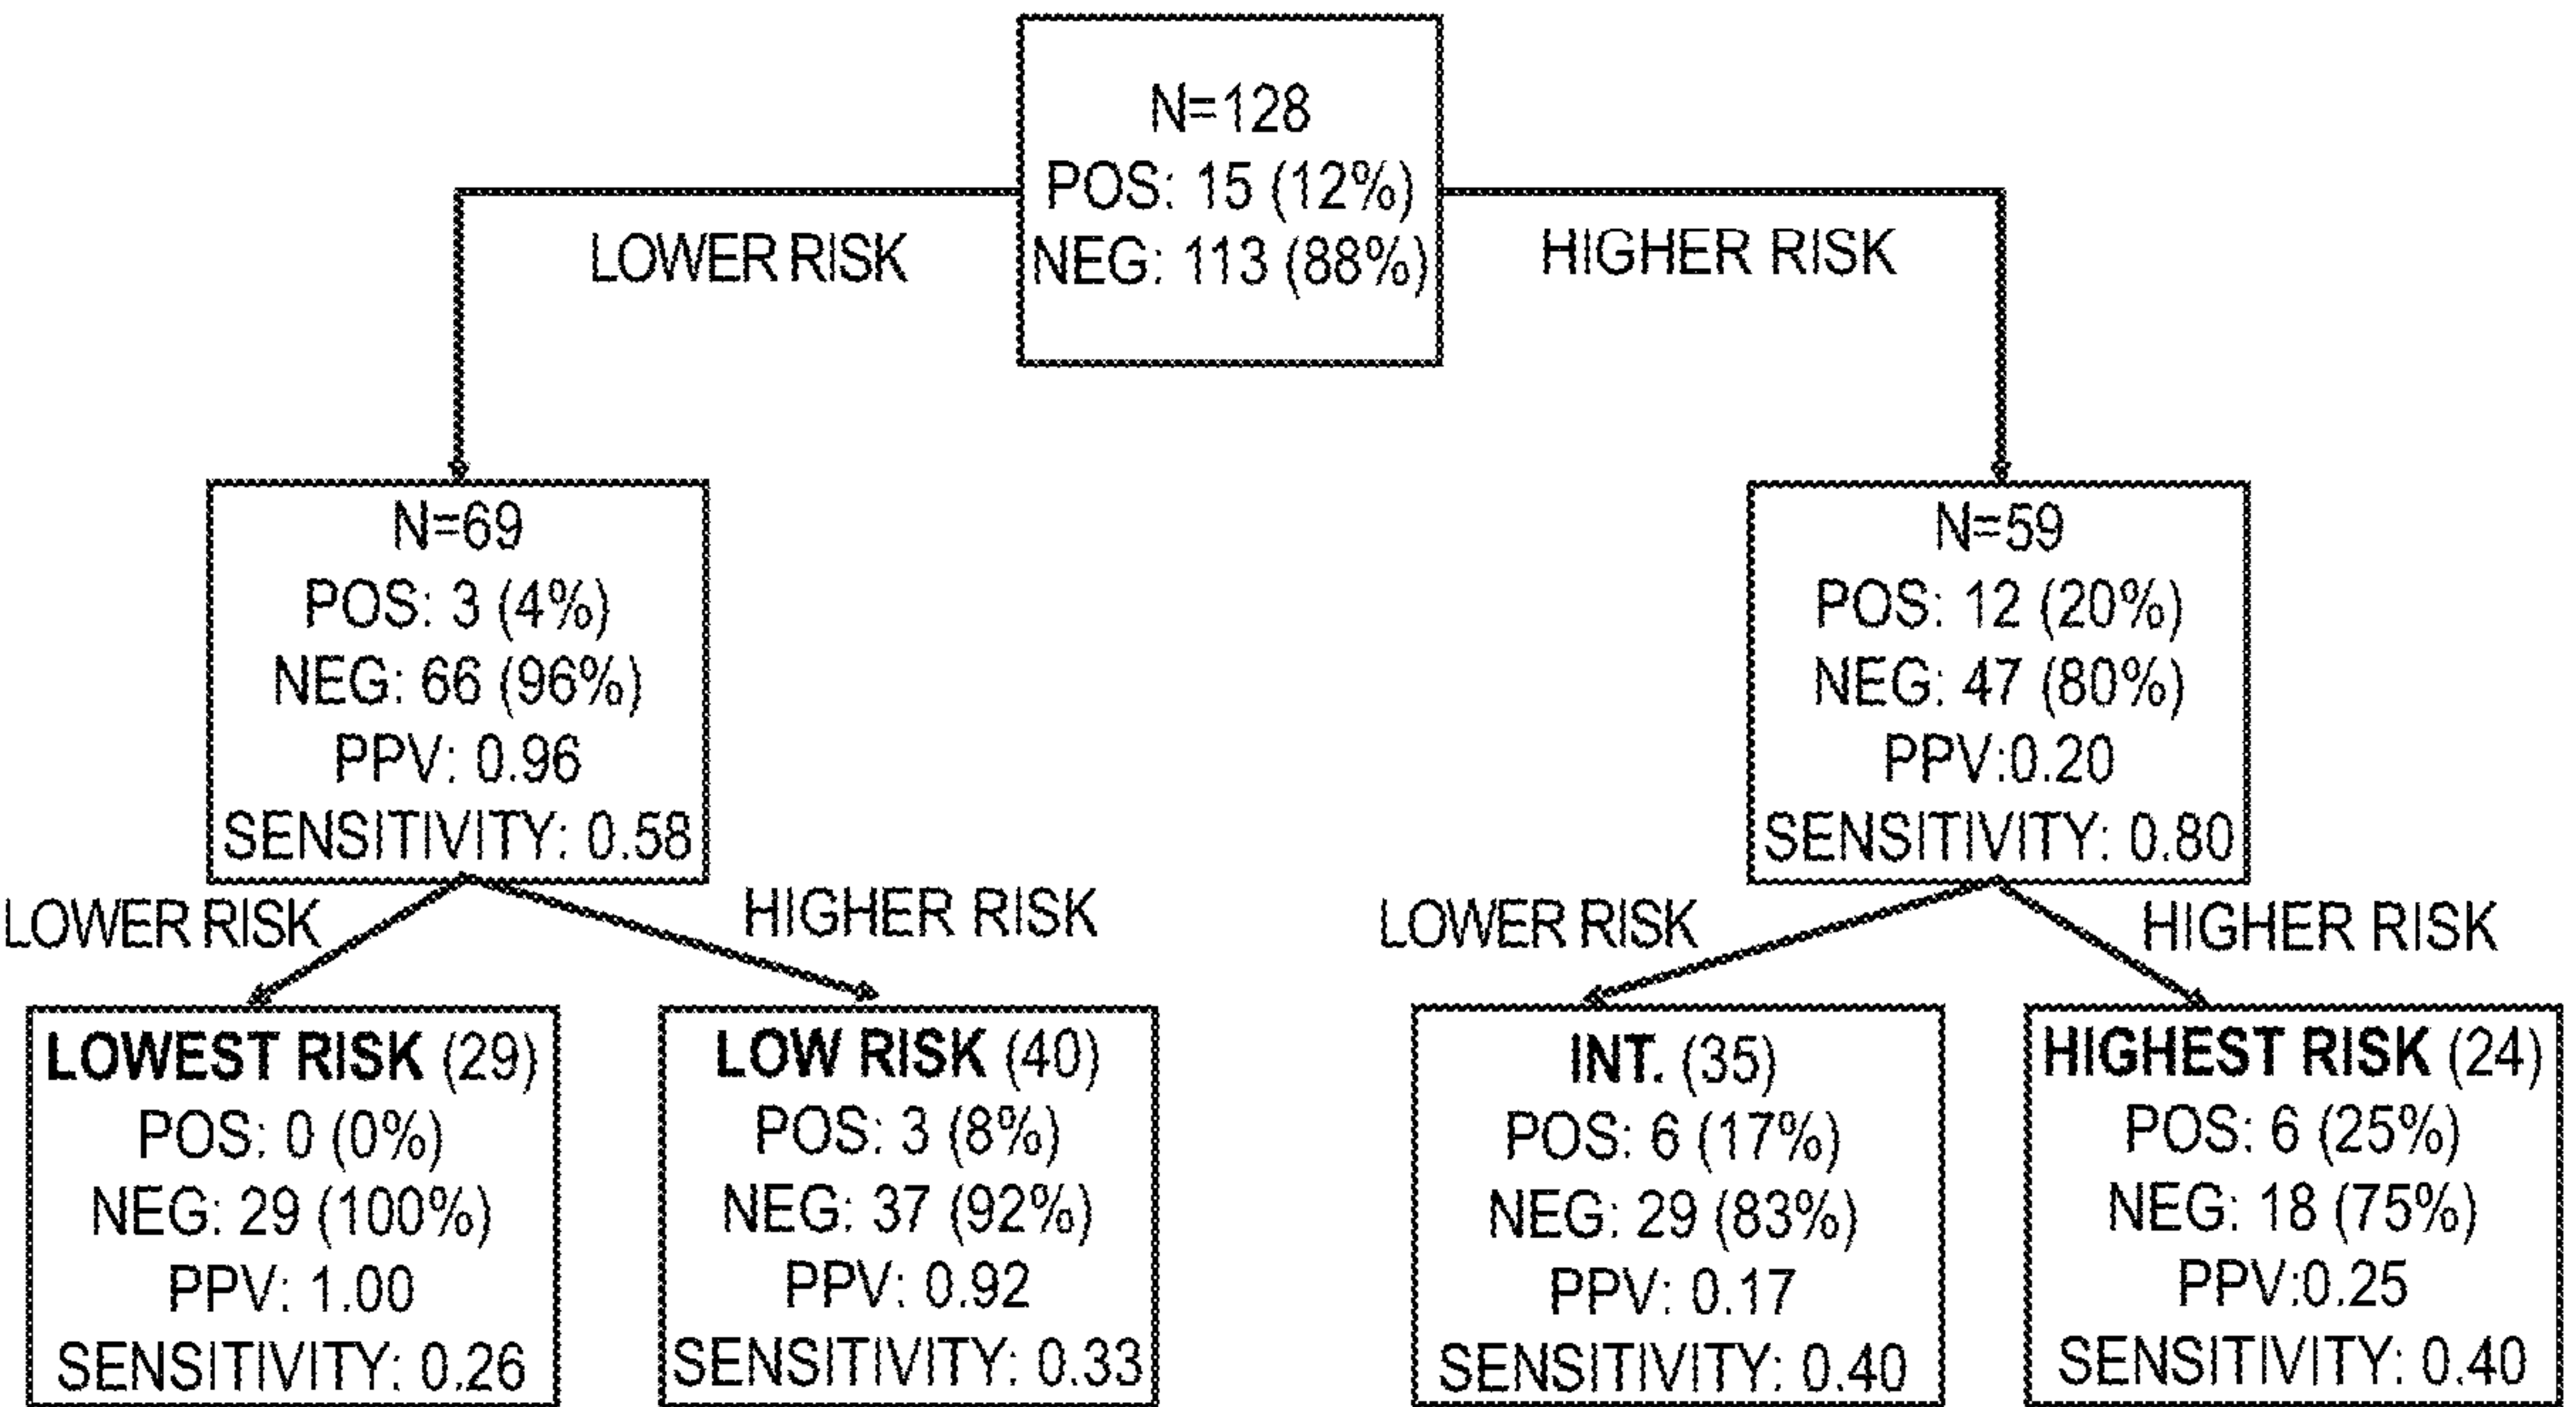 N=128
POS: 15 (12%)
NEG: 113 (88%)
LOWER RISK
HIGHER RISK
N=69
POS: 3 (4%)
NEG: 66 (96%)
PPV: 0.96
SENSITIVITY: 0.58
N=59
POS: 12 (20%)
NEG: 47 (80%)
PPV:0.20
SENSITIVITY: 0.80
LOWER RISK
HIGHER RISK
LOWER RISK
HIGHER RISK
LOWEST RISK (29)
POS: 0 (0%)
NEG: 29 (100%)
PPV: 1.00
SENSITIVITY: 0.26
LOW RISK (40)
POS: 3 (8%)
NEG: 37 (92%)
PPV: 0.92
SENSITIVITY: 0.33
INT. (35)
POS: 6 (17%)
NEG: 29 (83%)
PPV: 0.17
SENSITIVITY: 0.40
HIGHEST RISK (24)
POS: 6 (25%)
NEG: 18 (75%)
PPV:0.25
SENSITIVITY: 0.40